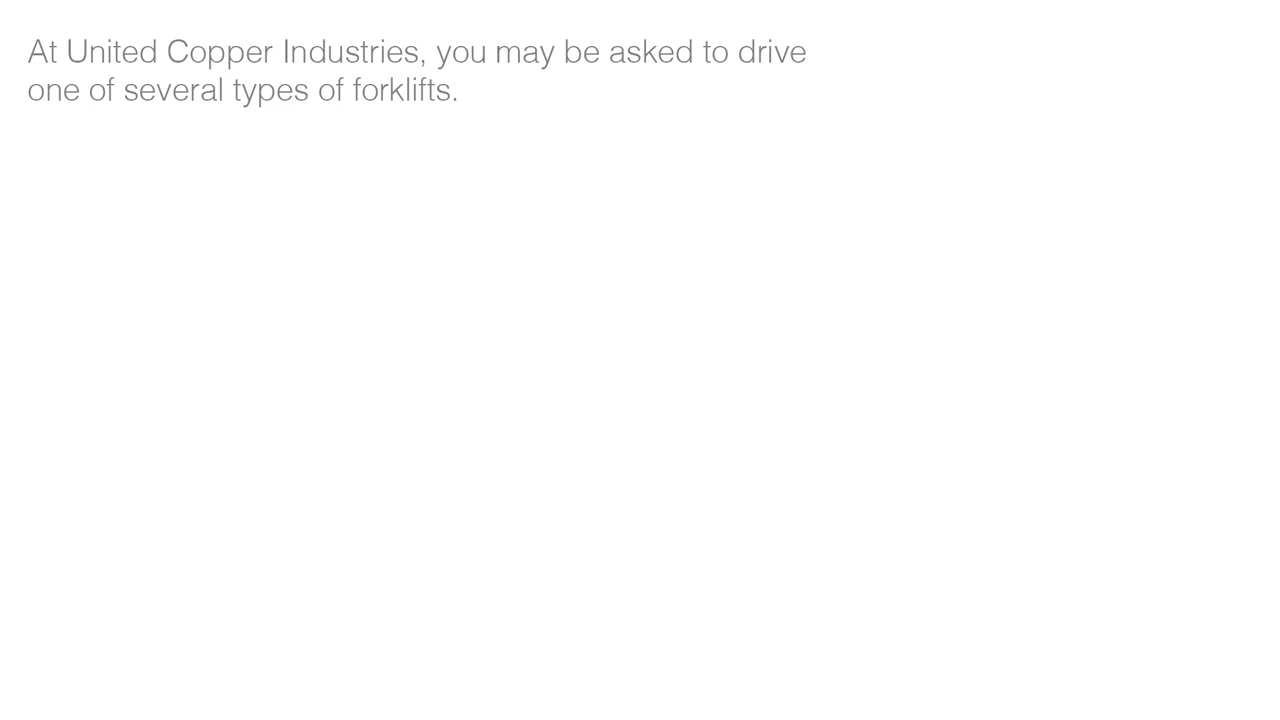 At United Copper Industries, you may be asked to drive
one of several types of forklifts.